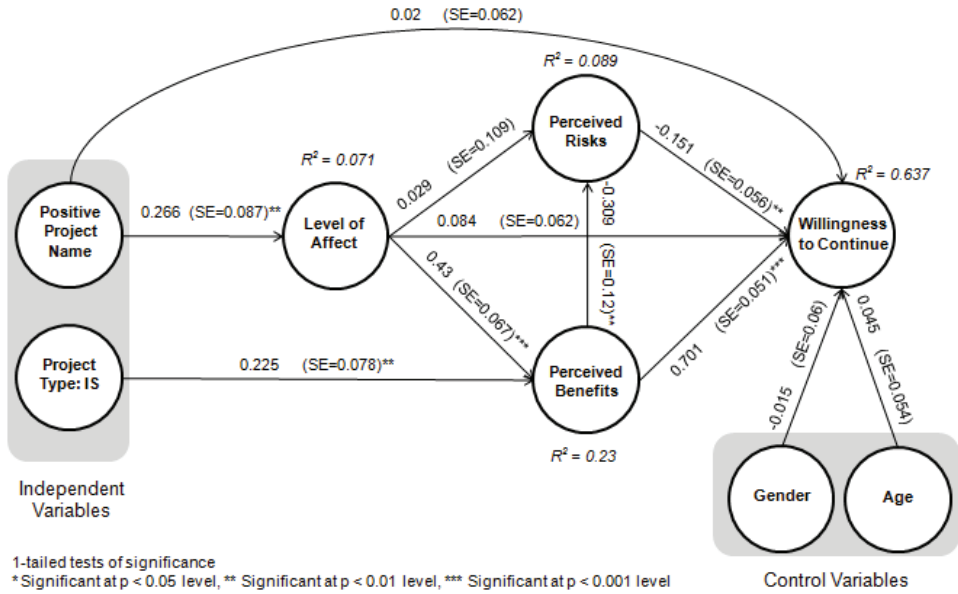 0.02 (SE=0.062)
R² = 0.089
Perceived
Risks
-0.151 (SE=0.056)**
R² = 0.071
0.029 (SE=0.109)
R² = 0.637
Positive
Project
Name
0.266 (SE=0.087)**
Level of
Affect
0.084 (SE=0.062)
-0.309 (SE=0.12)**
Willingness
to Continue
0.43 (SE=0.067)***
0.701 (SE=0.051)***
Project
Type: IS
0.225 (SE=0.078)**
Perceived
Benefits
R² = 0.23
-0.015 (SE=0.06)
0.045 (SE=0.054)
Independent
Variables
Gender
Age
1-tailed tests of significance
* Significant at p < 0.05 level, ** Significant at p < 0.01 level, *** Significant at p < 0.001 level
Control Variables